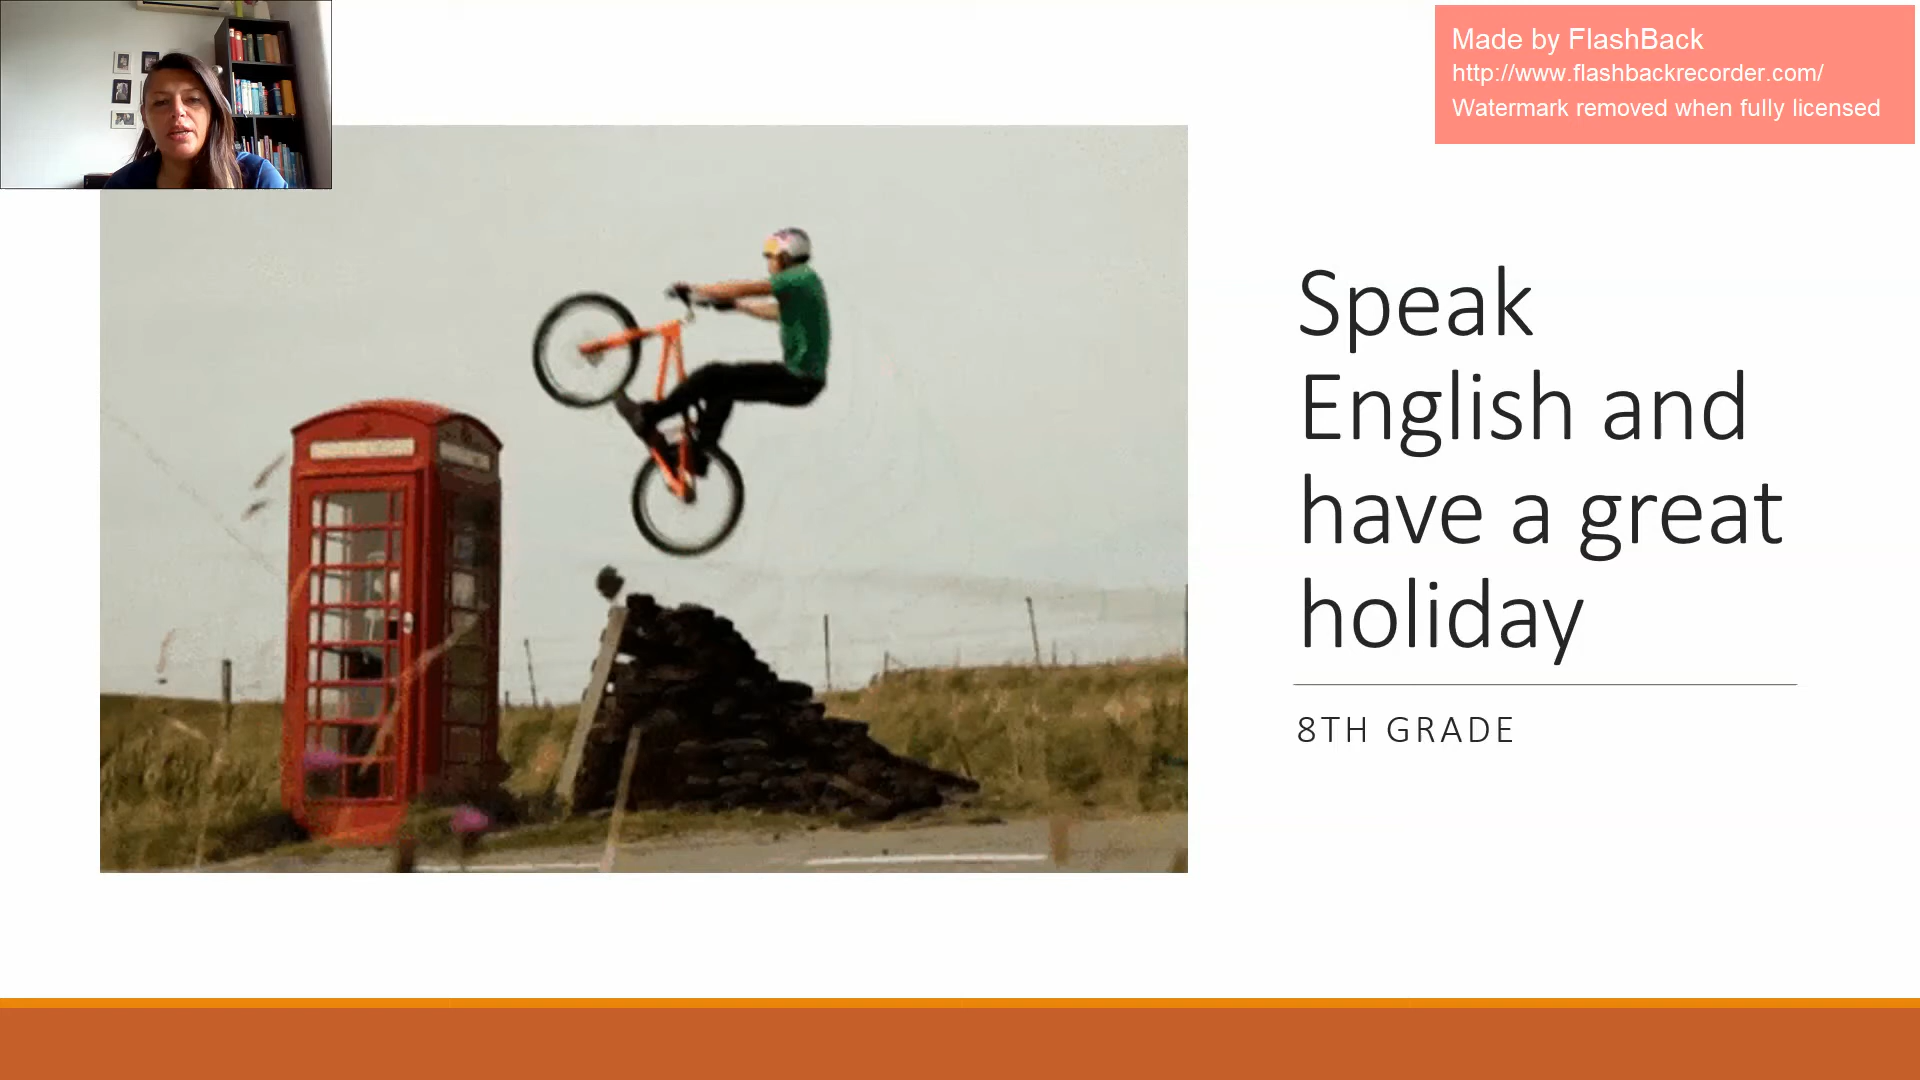 Made by FlashBack
http://www.flashbackrecorder.com/
Watermark removed when fully licensed
Speak
English and
have a great
holiday
8TH GRADE